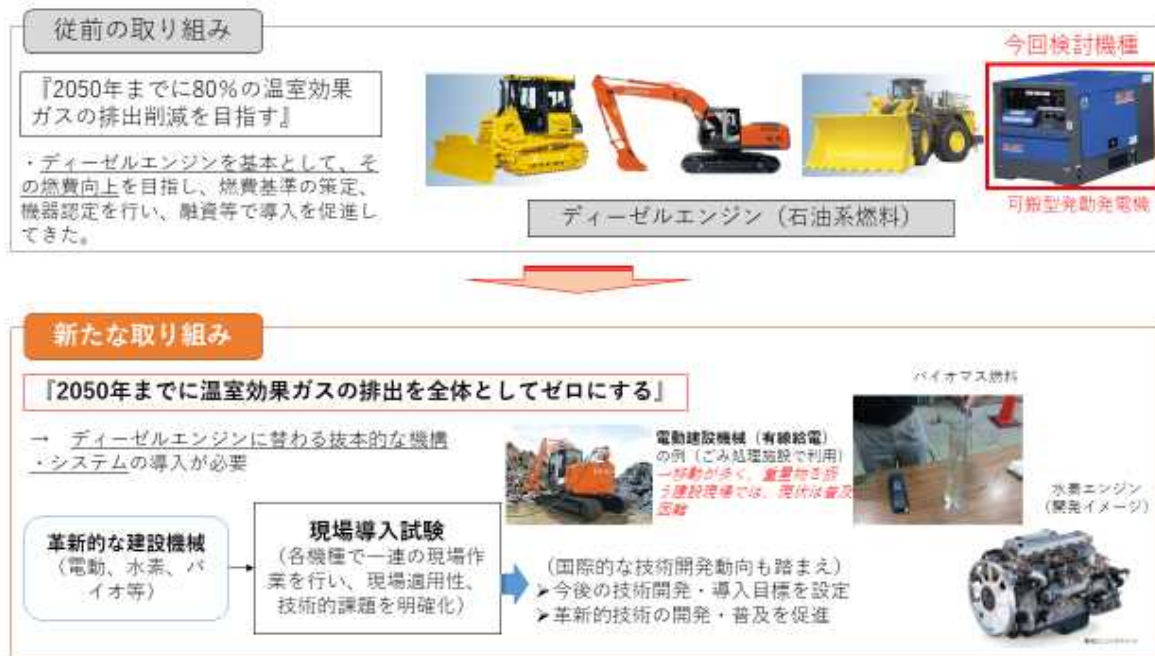 従前の取り組み
今回検討機種
『2050年までに80%の温室効果
ガスの排出削減を目指す』
・ディーゼルエンジンを基本として、そ
の燃費向上を目指し、燃費基準の策定、
機器認定を行い、融資等で導入を促進し
てきた。
ディーゼルエンジン（石油系燃料）
可搬型発動発電機
新たな取り組み
『2050年までに温室効果ガスの排出を全体としてゼロにする』
→ ディーゼルエンジンに替わる抜本的な機構
・システムの導入が必要
バイオマス燃料
電動建設機械（有線給電）
の例（ごみ処理施設で利用）
→移動が多く、重量物を扱
う建設現場では、現状は普及
困難
水素エンジン
（開発イメージ）
革新的な建設機械
（電動、水素、バ
イオ等）
現場導入試験
（各機種で一連の現場作
業を行い、現場適用性、
技術的課題を明確化）
（国際的な技術開発動向も踏まえ）
➤今後の技術開発・導入目標を設定
➤革新的技術の開発・普及を促進